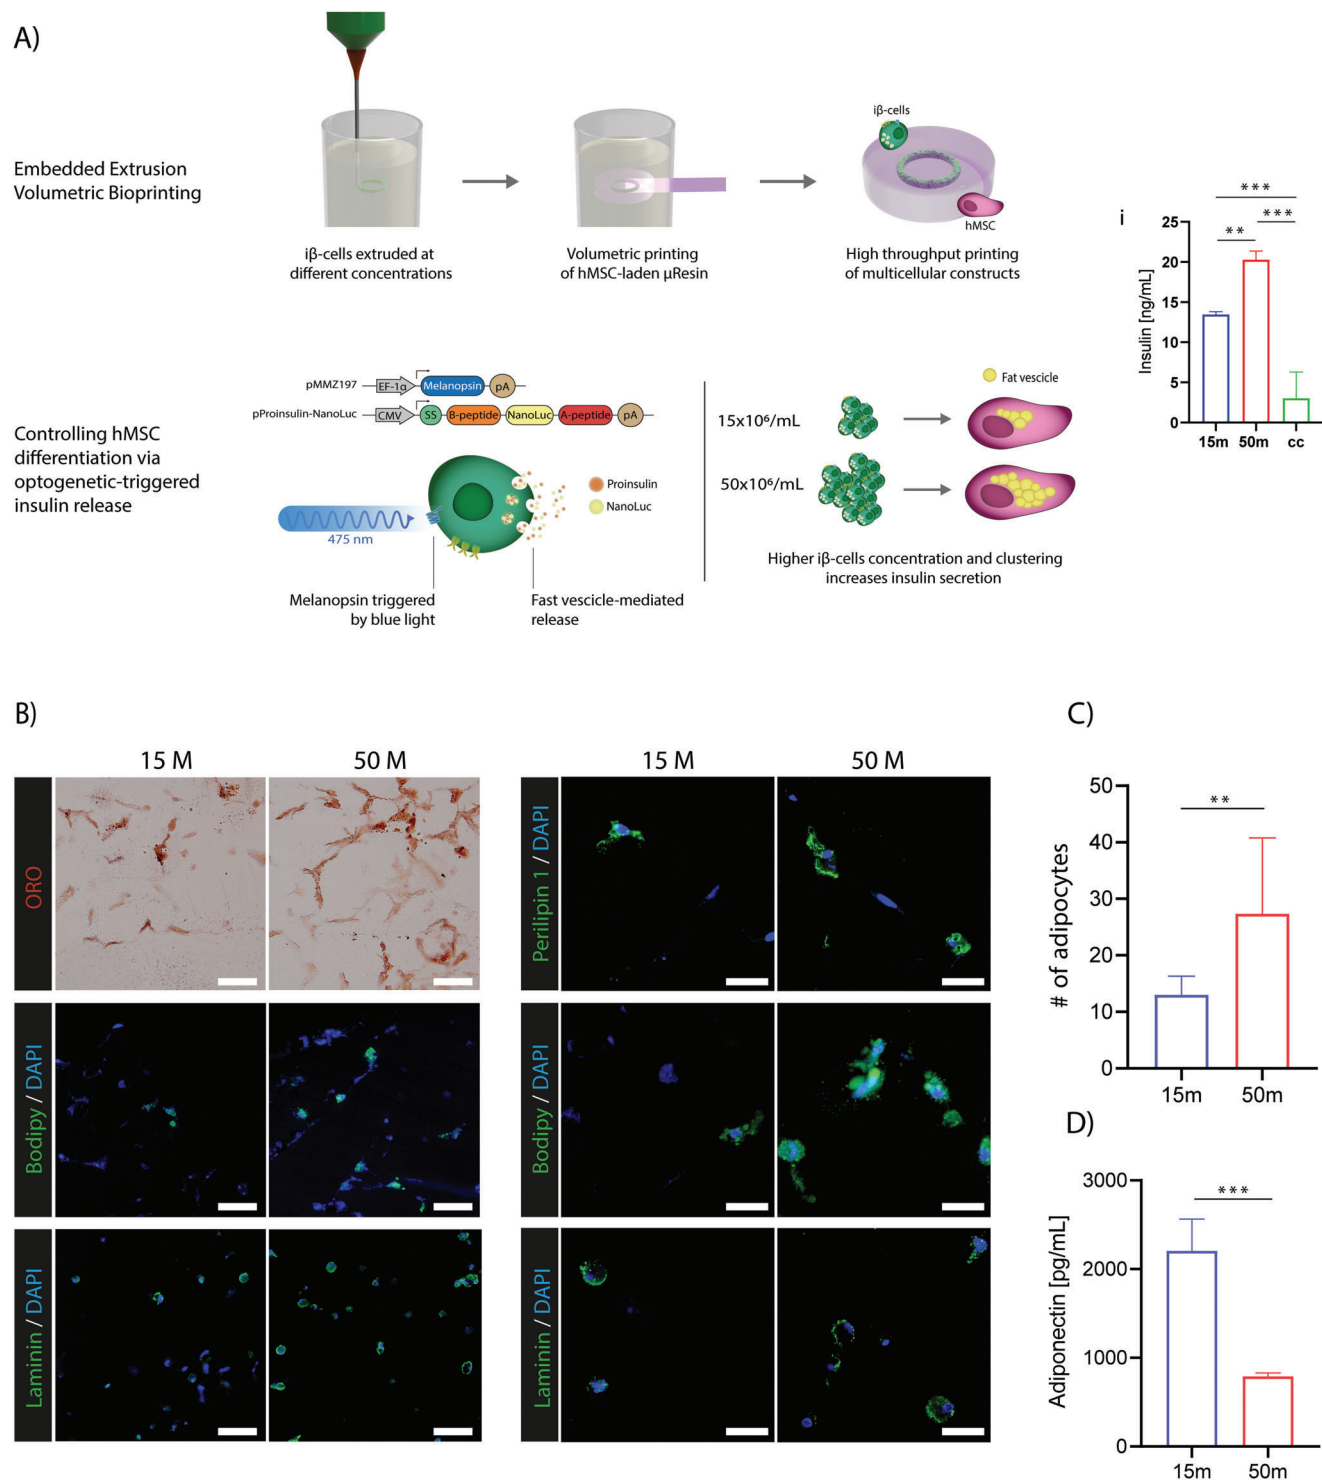 A)
Embedded Extrusion
Volumetric Bioprinting
iβ-cells extruded at
different concentrations
Volumetric printing
of hMSC-laden µResin
iβ-cells
hMSC
High throughput printing
of multicellular constructs
i
***
***
**
Insulin [ng/mL]
25
20
15
10
5
0
15m 50m cc
Controlling hMSC
differentiation via
optogenetic-triggered
insulin release
pMMZ197 EF-1α Melanopsin pA
pProinsulin-NanoLuc CMV SS B-peptide NanoLuc A-peptide pA
475 nm
Proinsulin
NanoLuc
Melanopsin triggered
by blue light
Fast vescicle-mediated
release
Fat vesicle
15x10⁶/mL
50x10⁶/mL
Higher iβ-cells concentration and clustering
increases insulin secretion
B)
15 M 50 M
ORO
Bodipy / DAPI
Laminin / DAPI
15 M 50 M
Perilipin 1 / DAPI
Bodipy / DAPI
Laminin / DAPI
C)
**
# of adipocytes
50
40
30
20
10
0
15m 50m
D)
***
Adiponectin [pg/mL]
3000
2000
1000
0
15m 50m